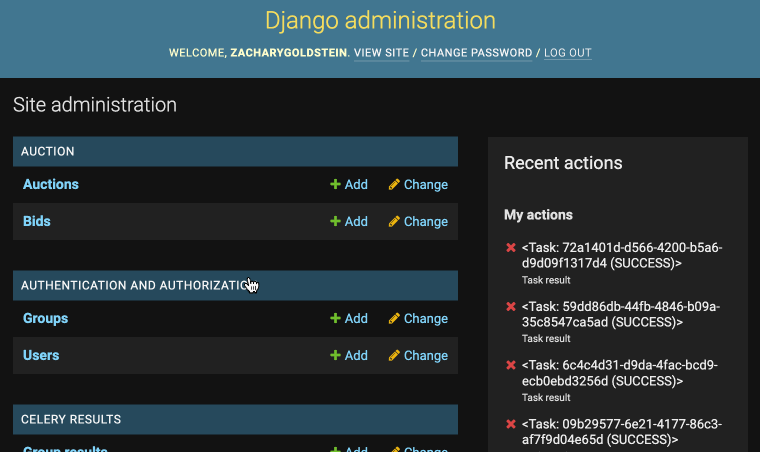 Django administration
WELCOME, ZACHARYGOLDSTEIN. VIEW SITE / CHANGE PASSWORD / LOG OUT
Site administration
AUCTION
Auctions Add Change
Bids Add Change
AUTHENTICATION AND AUTHORIZATION
Groups Add Change
Users Add Change
CELERY RESULTS
Group results Add Change
Recent actions
My actions
<Task: 72a1401d-d566-4200-b5a6-
d9d09f1317d4 (SUCCESS)>
Task result
<Task: 59dd86db-44fb-4846-b09a-
35c8547ca5ad (SUCCESS)>
Task result
<Task: 6c4c4d31-d9da-4fac-bcd9-
ecb0ebd3256d (SUCCESS)>
Task result
<Task: 09b29577-6e21-4177-86c3-
af7f9d04e65d (SUCCESS)>